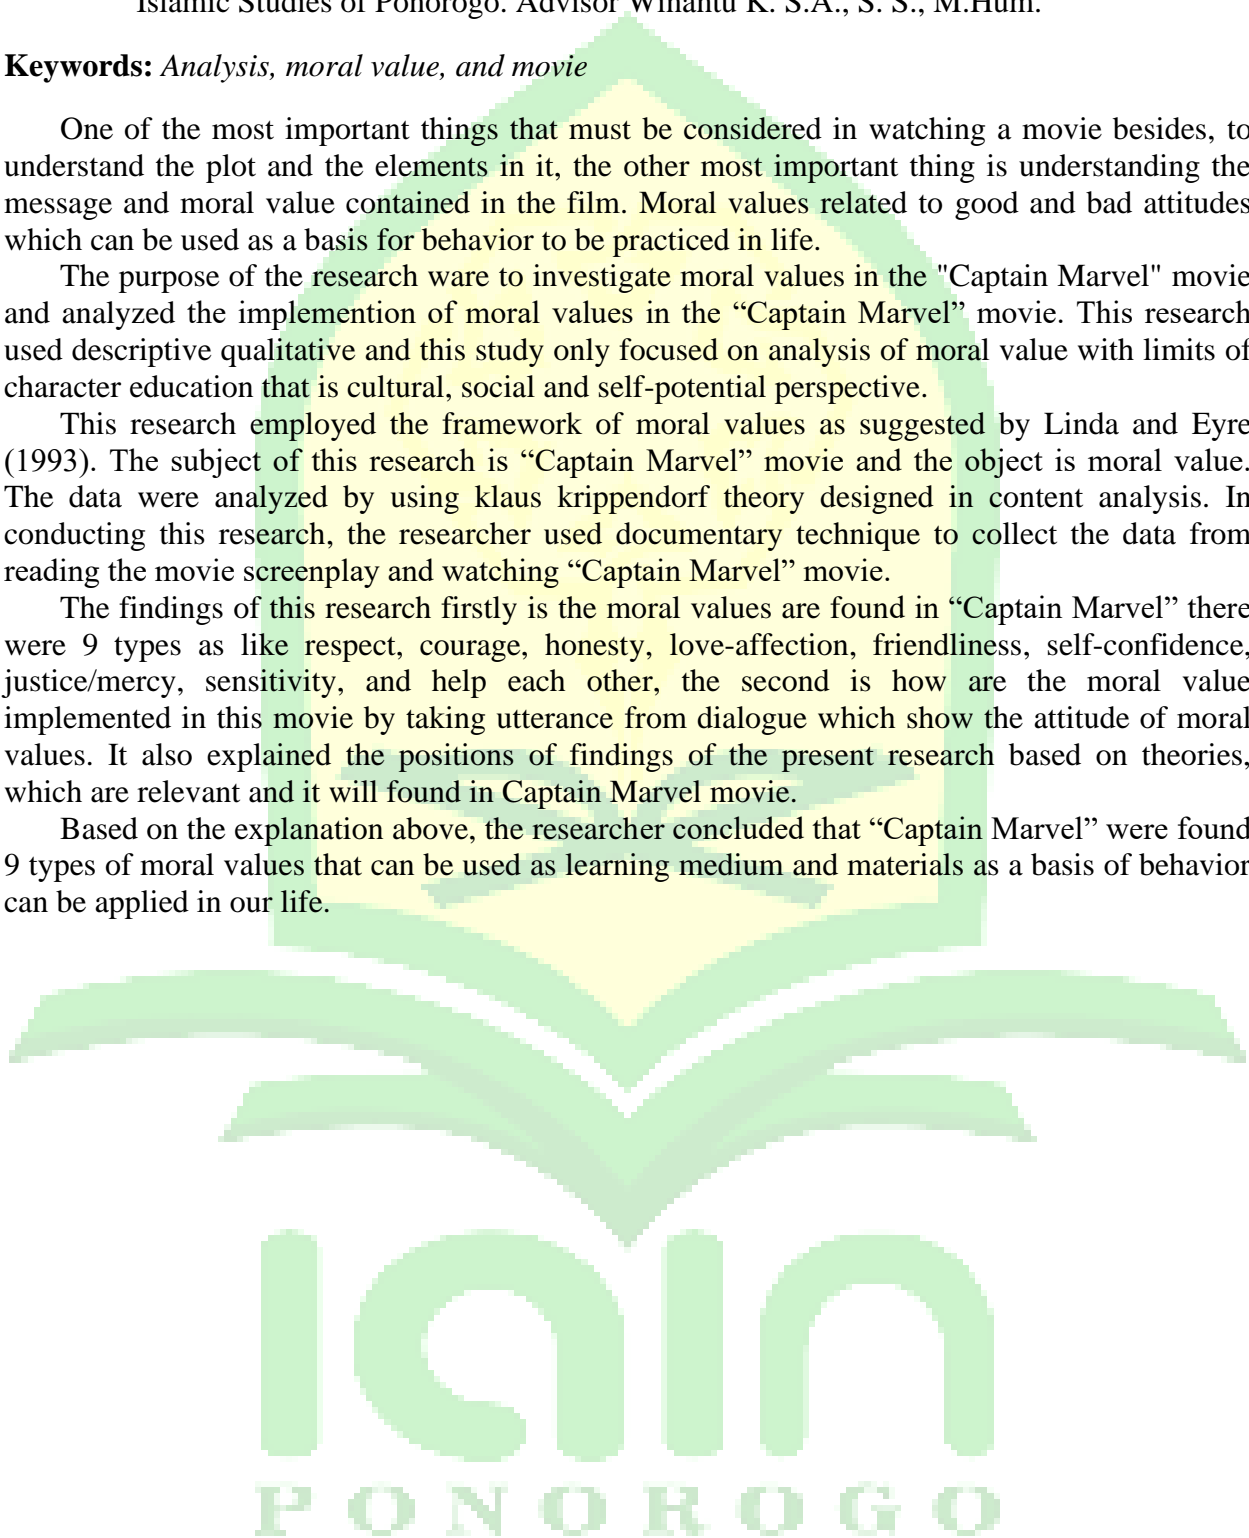 Islamic Studies of Ponorogo. Advisor Winantu K. S.A., S. S., M.Hum.
Keywords: Analysis, moral value, and movie
One of the most important things that must be considered in watching a movie besides, to
understand the plot and the elements in it, the other most important thing is understanding the
message and moral value contained in the film. Moral values related to good and bad attitudes
which can be used as a basis for behavior to be practiced in life.
The purpose of the research ware to investigate moral values in the "Captain Marvel" movie
and analyzed the implemention of moral values in the “Captain Marvel” movie. This research
used descriptive qualitative and this study only focused on analysis of moral value with limits of
character education that is cultural, social and self-potential perspective.
This research employed the framework of moral values as suggested by Linda and Eyre
(1993). The subject of this research is “Captain Marvel” movie and the object is moral value.
The data were analyzed by using klaus krippendorf theory designed in content analysis. In
conducting this research, the researcher used documentary technique to collect the data from
reading the movie screenplay and watching “Captain Marvel” movie.
The findings of this research firstly is the moral values are found in “Captain Marvel” there
were 9 types as like respect, courage, honesty, love-affection, friendliness, self-confidence,
justice/mercy, sensitivity, and help each other, the second is how are the moral value
implemented in this movie by taking utterance from dialogue which show the attitude of moral
values. It also explained the positions of findings of the present research based on theories,
which are relevant and it will found in Captain Marvel movie.
Based on the explanation above, the researcher concluded that “Captain Marvel” were found
9 types of moral values that can be used as learning medium and materials as a basis of behavior
can be applied in our life.
iain
PONOROGO